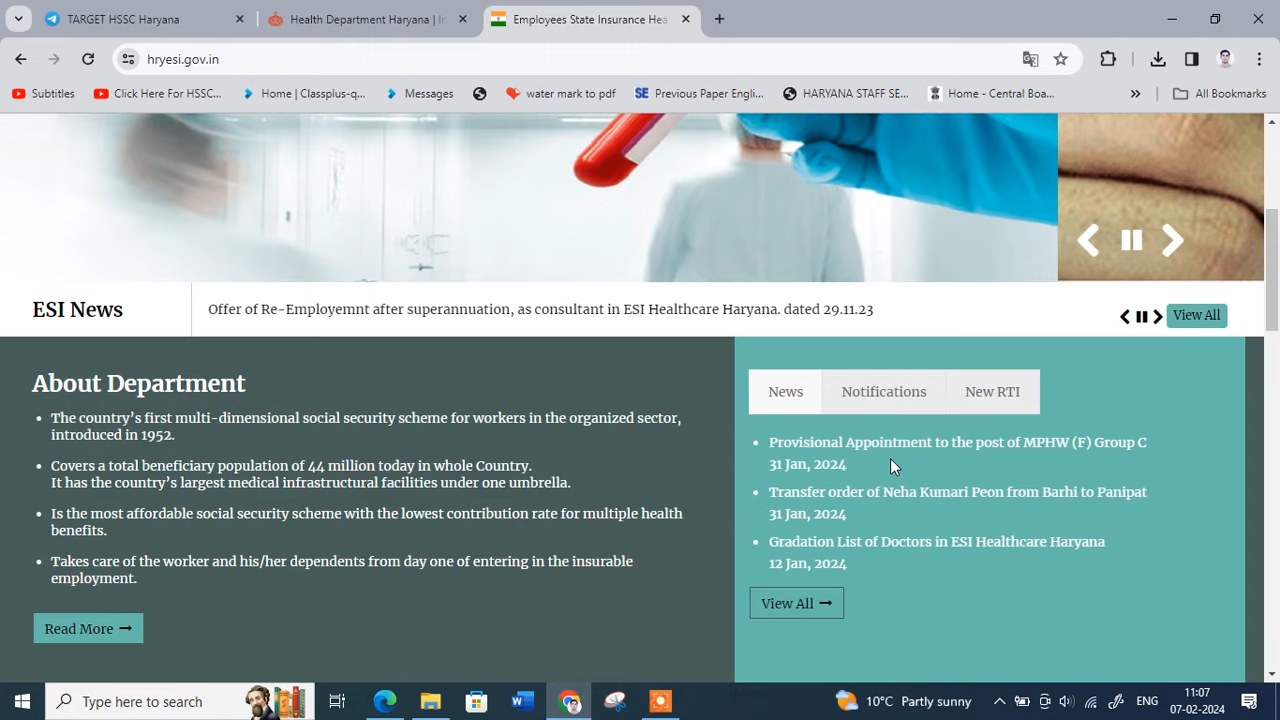 TARGET HSSC Haryana
Health Department Haryana | In
Employees State Insurance Hea
hryesi.gov.in
Subtitles
Click Here For HSSC...
Home | Classplus-q...
Messages
water mark to pdf
SE Previous Paper Engli...
HARYANA STAFF SE...
Home - Central Boa...
All Bookmarks
ESI News
Offer of Re-Employemnt after superannuation, as consultant in ESI Healthcare Haryana. dated 29.11.23
View All
About Department
The country's first multi-dimensional social security scheme for workers in the organized sector,
introduced in 1952.
Covers a total beneficiary population of 44 million today in whole Country.
It has the country's largest medical infrastructural facilities under one umbrella.
Is the most affordable social security scheme with the lowest contribution rate for multiple health
benefits.
Takes care of the worker and his/her dependents from day one of entering in the insurable
employment.
Read More
News
Notifications
New RTI
Provisional Appointment to the post of MPHW (F) Group C
31 Jan, 2024
Transfer order of Neha Kumari Peon from Barhi to Panipat
31 Jan, 2024
Gradation List of Doctors in ESI Healthcare Haryana
12 Jan, 2024
View All
Type here to search
10°C Partly sunny
ENG
11:07
07-02-2024